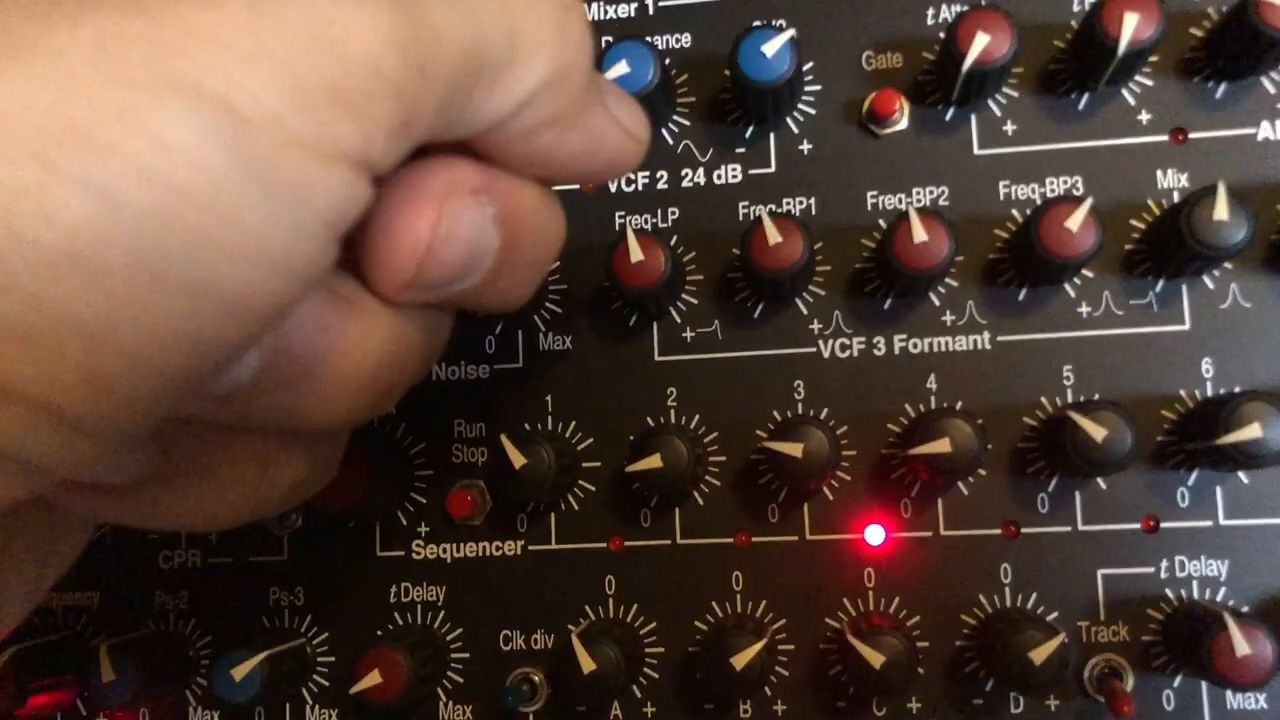 Mixer 1
Gate
+
+
- +
VCF 2 24 dB
Freq-LP
Freq-BP1
Freq-BP2
Freq-BP3
Mix
+
+
+
+
0
Max
Noise
VCF 3 Formant
1
2
3
4
5
6
Run
Stop
0
0
0
0
0
0
+
Sequencer
CPR
Ps-2
Ps-3
t Delay
0
0
0
0
t Delay
Clk div
Track
+
0
Max
0
Max
Max
- A +
- B +
- C +
- D +
0
Max